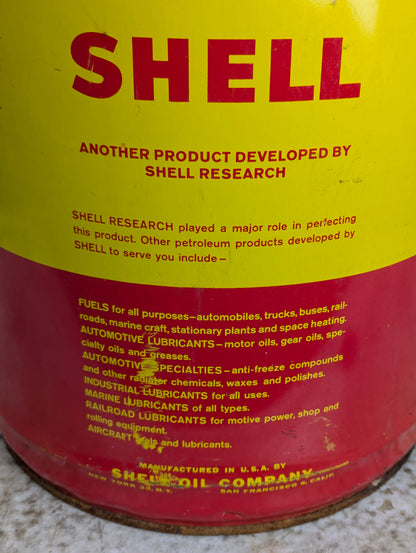 SHELL
ANOTHER PRODUCT DEVELOPED BY
SHELL RESEARCH
SHELL RESEARCH played a major role in perfecting
this product. Other petroleum products developed by
SHELL to serve you include—
FUELS for all purposes—automobiles, trucks, buses, rail-
roads, marine craft, stationary plants and space heating.
AUTOMOTIVE LUBRICANTS—motor oils, gear oils, spe-
cialty oils and greases.
AUTOMOTIVE SPECIALTIES—anti-freeze compounds
and other radiator chemicals, waxes and polishes.
INDUSTRIAL LUBRICANTS for all uses.
MARINE LUBRICANTS of all types.
RAILROAD LUBRICANTS for motive power, shop and
rolling equipment.
AIRCRAFT fuels and lubricants.
MANUFACTURED IN U.S.A. BY
SHELL OIL COMPANY
NEW YORK 20, N.Y. SAN FRANCISCO 6, CALIF.